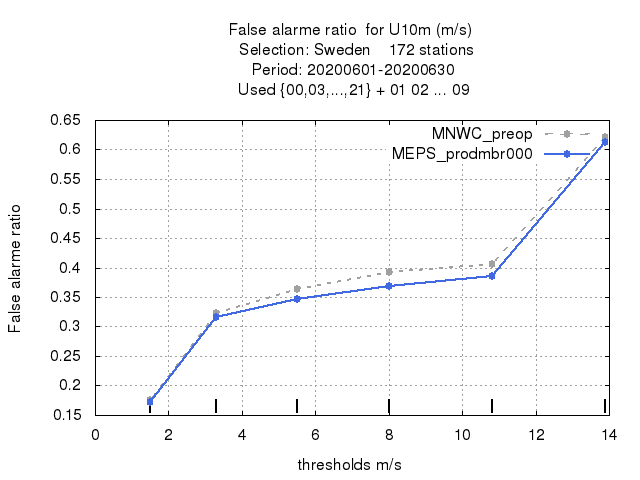 False alarme ratio  for U10m (m/s)
Selection: Sweden    172 stations
Period: 20200601-20200630
Used {00,03,...,21} + 01 02 ... 09
MNWC_preop
MEPS_prodmbr000
False alarme ratio
0.65
0.6
0.55
0.5
0.45
0.4
0.35
0.3
0.25
0.2
0.15
0 2 4 6 8 10 12 14
thresholds m/s